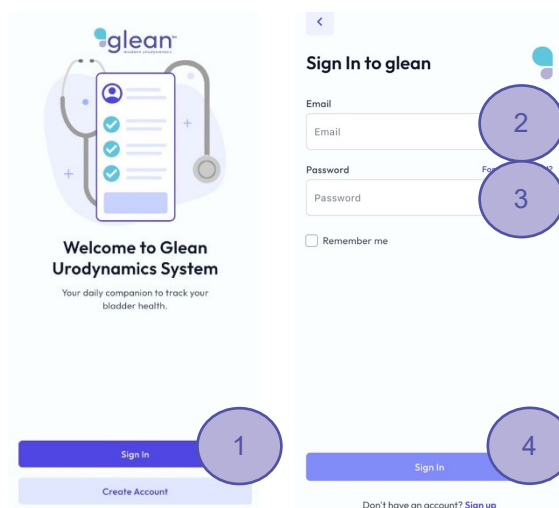 glean™
Welcome to Glean
Urodynamics System
Your daily companion to track your
bladder health.
Sign In
1
Create Account
Sign In to glean
Email
Email
2
Password
Password
3
Remember me
Sign In
4
Don't have an account? Sign up